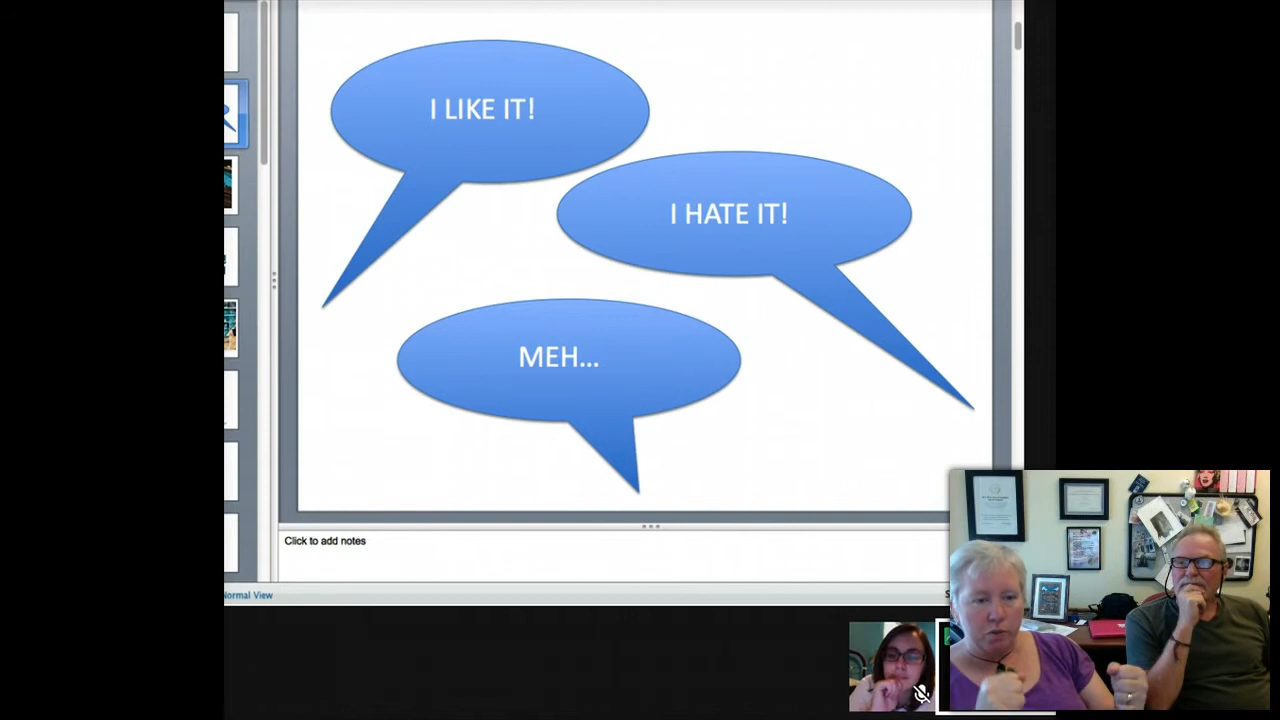 I LIKE IT!
I HATE IT!
MEH...
Click to add notes
Normal View